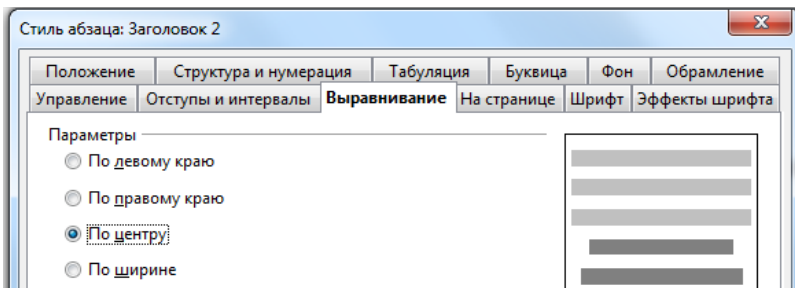 Стиль абзаца: Заголовок 2
Положение Структура и нумерация Табуляция Буквица Фон Обрамление
Управление Отступы и интервалы Выравнивание На странице Шрифт Эффекты шрифта
Параметры
По левому краю
По правому краю
По центру
По ширине